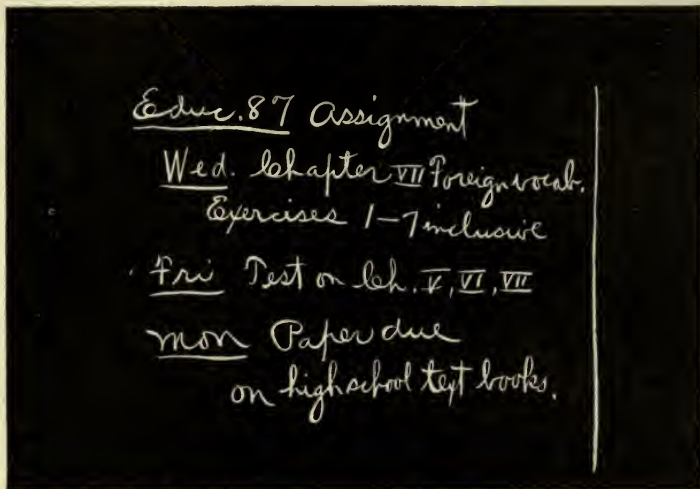 Educ. 87 Assignment
Wed. Chapter VII Foreign vocab.
Exercises 1-7 inclusive
Fri Test on Ch. V, VI, VII
Mon Paper due
on high school text books.